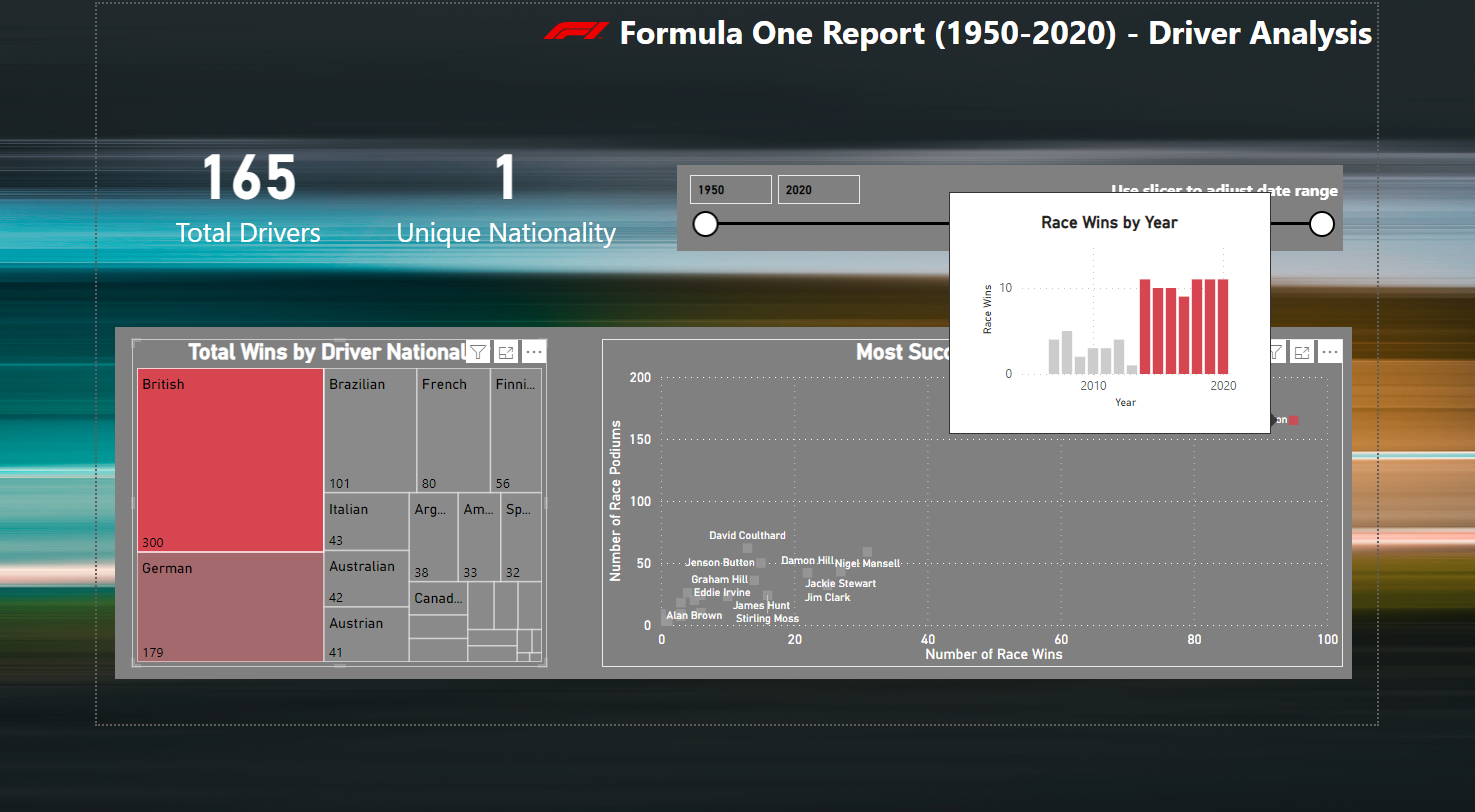 Formula One Report (1950-2020) - Driver Analysis
165
Total Drivers
1
Unique Nationality
1950
2020
Use slicer to adjust date range
Race Wins by Year
Race Wins
10
0
2010
2020
Year
Total Wins by Driver National
British
300
German
179
Brazilian
101
French
80
Finni...
56
Italian
43
Australian
42
Austrian
41
Arg...
38
Am...
33
Sp...
32
Canad...
Most Succ
Number of Race Podiums
200
150
100
50
0
on
David Coulthard
Jenson Button
Damon Hill
Nigel Mansell
Graham Hill
Jackie Stewart
Eddie Irvine
Jim Clark
James Hunt
Alan Brown
Stirling Moss
0
20
40
60
80
100
Number of Race Wins